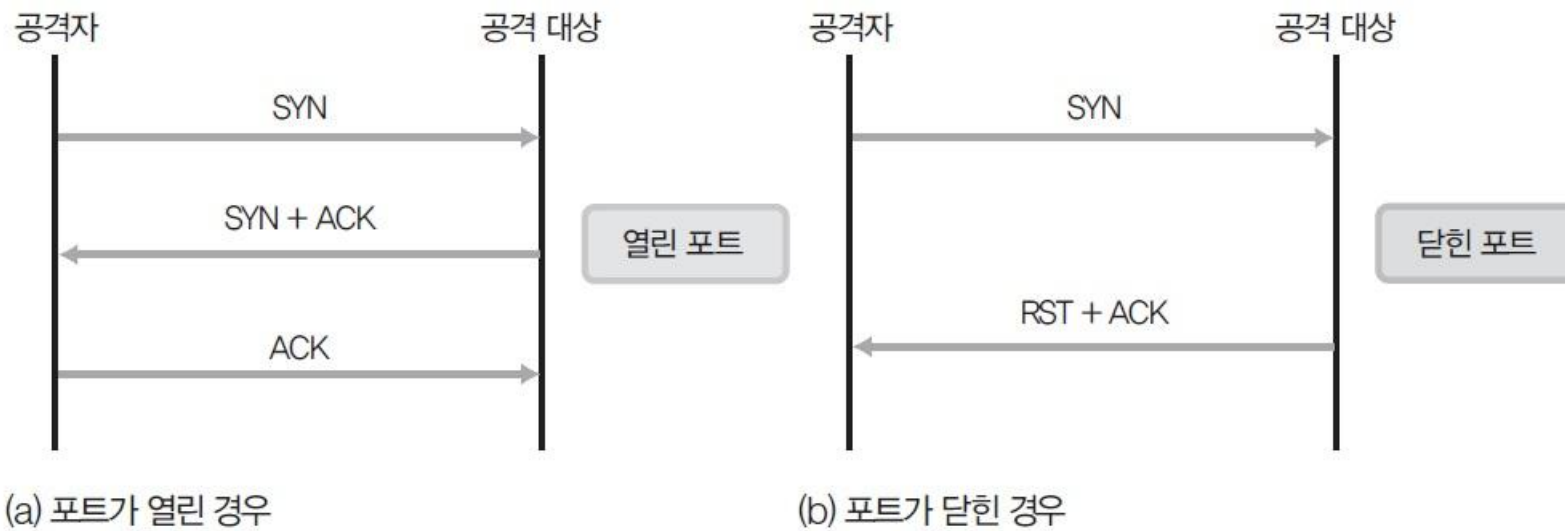 공격자
공격 대상
SYN
SYN + ACK
열린 포트
ACK
(a) 포트가 열린 경우
공격자
공격 대상
SYN
닫힌 포트
RST + ACK
(b) 포트가 닫힌 경우